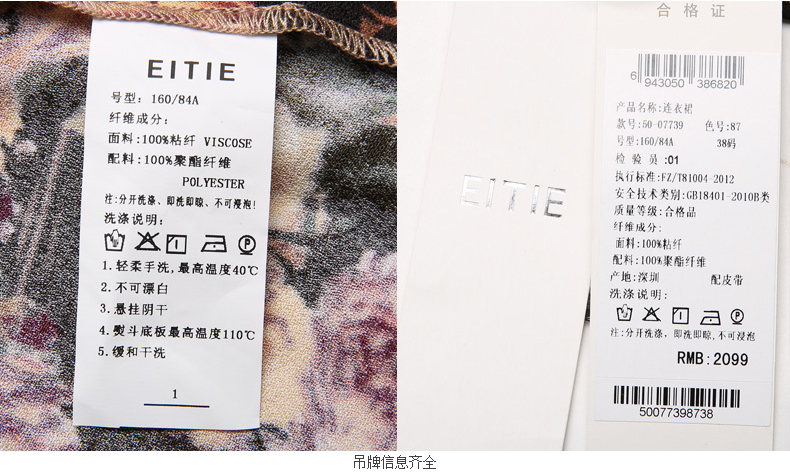 EITIE
号型: 160/84A
纤维成分:
面料:100%粘纤 VISCOSE
配料:100%聚酯纤维
POLYESTER
注:分开洗涤、即洗即晾、不可浸泡!
洗涤说明:
1.轻柔手洗,最高温度40℃
2.不可漂白
3.悬挂阴干
4.熨斗底板最高温度110℃
5.缓和干洗
1
EITIE
合格证
6 943050 386820
产品名称:连衣裙
款号:50-07739 色号:87
号型:160/84A 38码
检 验 员:01
执行标准:FZ/T81004-2012
安全技术类别:GB18401-2010B类
质量等级:合格品
纤维成分:
面料:100%粘纤
配料:100%聚酯纤维
产地:深圳 配皮带
洗涤说明:
注:分开洗涤, 即洗即晾,不可浸泡
RMB:2099
50077398738
吊牌信息齐全